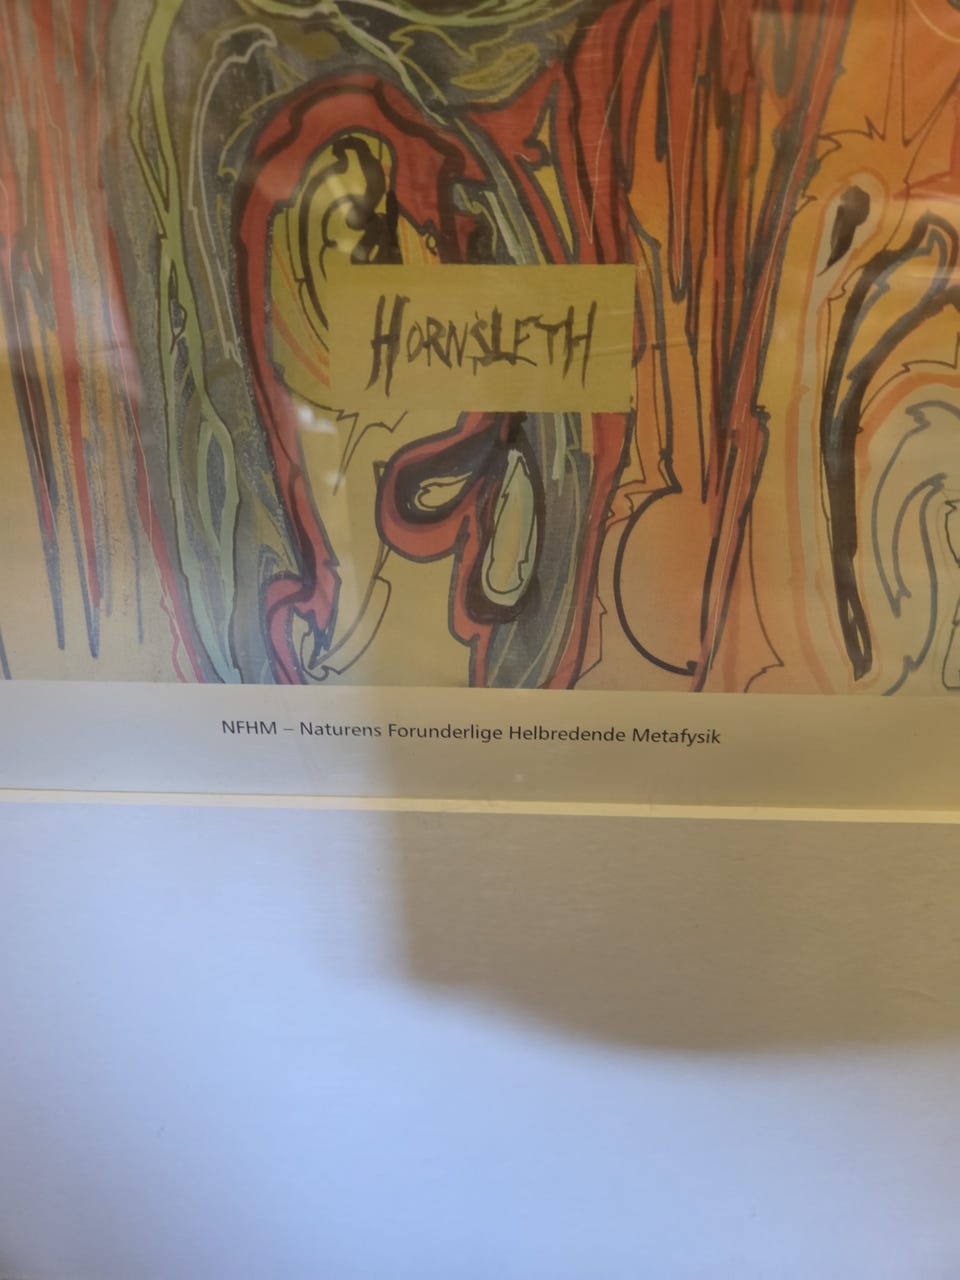 HORNSLETH
NFHM – Naturens Forunderlige Helbredende Metafysik